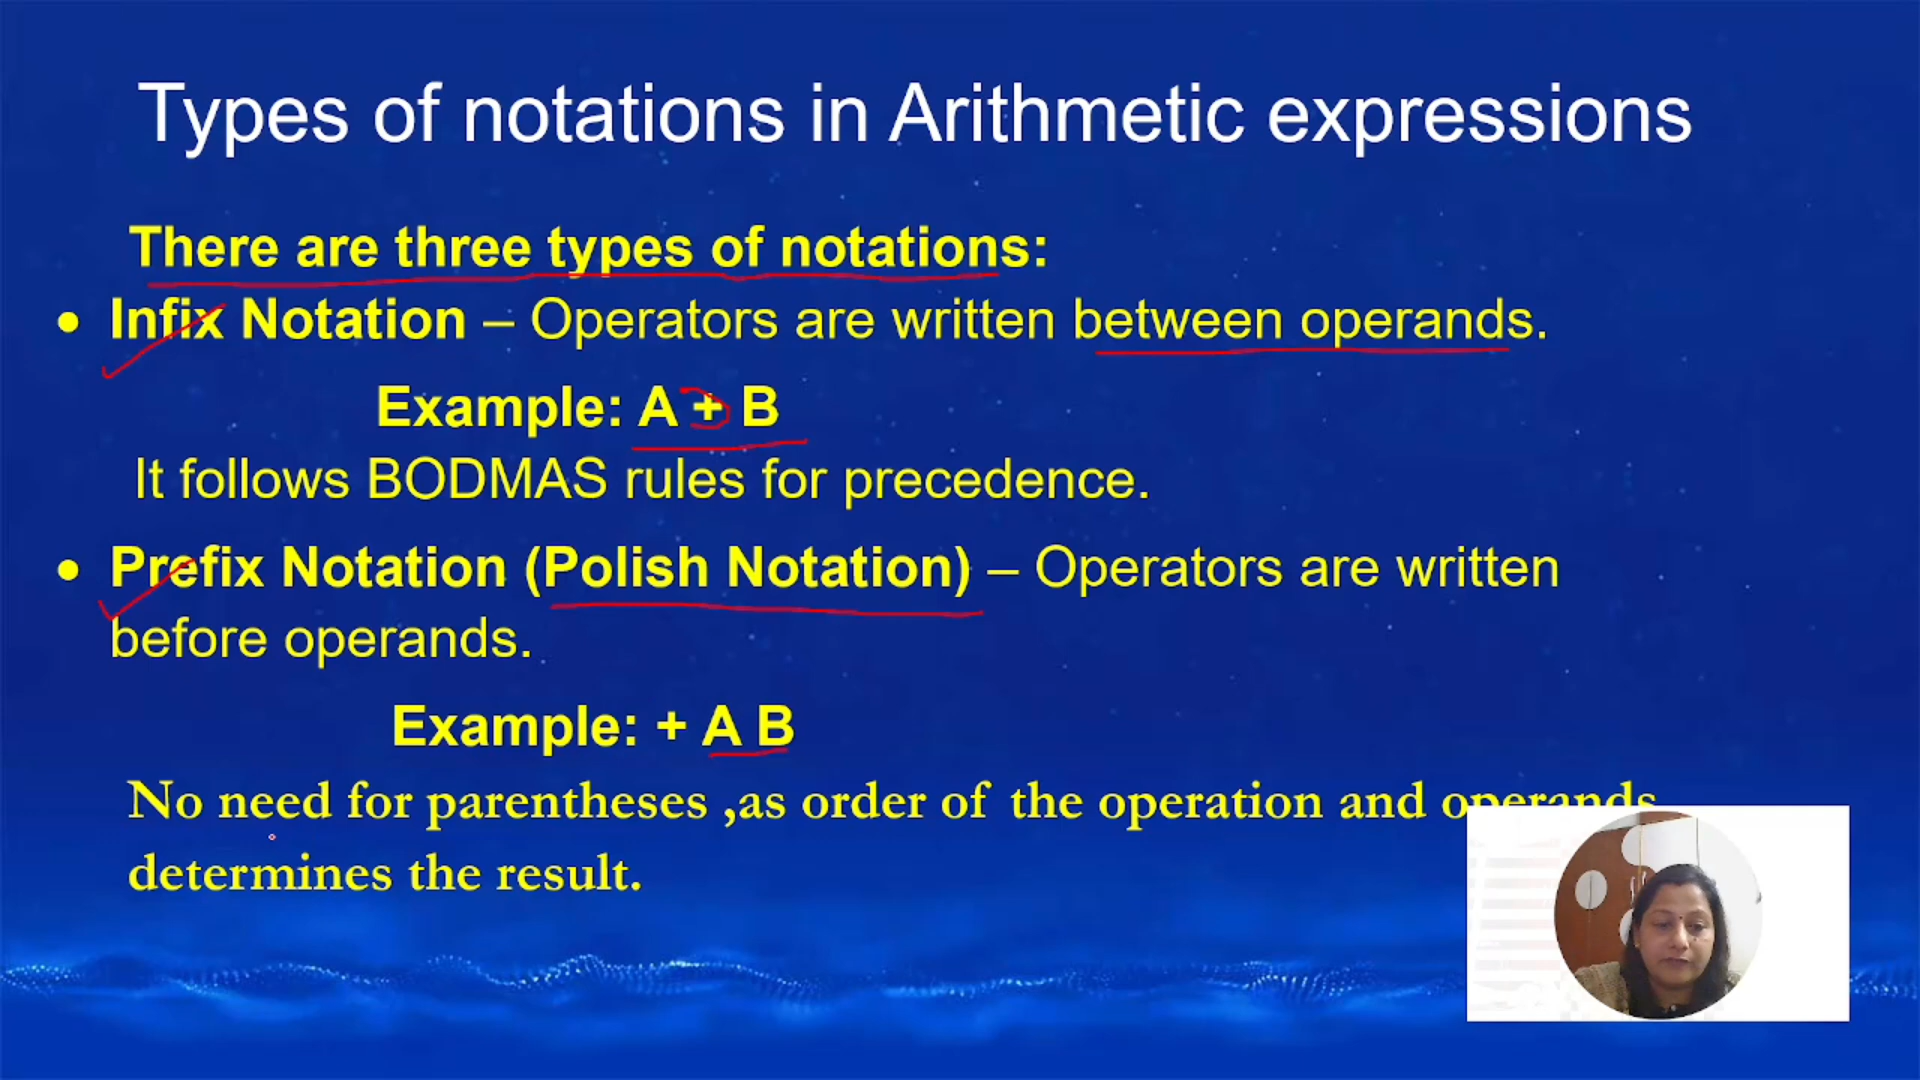 Types of notations in Arithmetic expressions
There are three types of notations:
• Infix Notation – Operators are written between operands.
Example: A + B
It follows BODMAS rules for precedence.
• Prefix Notation (Polish Notation) – Operators are written
before operands.
Example: + A B
No need for parentheses ,as order of the operation and operands
determines the result.